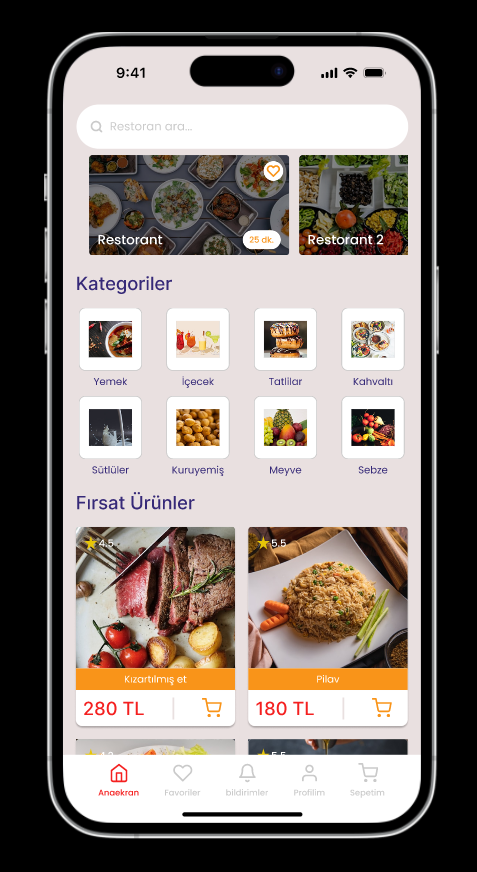 9:41
Restoran ara...
Restorant
25 dk.
Restorant 2
Kategoriler
Yemek
İçecek
Tatlilar
Kahvaltı
Sütlüler
Kuruyemiş
Meyve
Sebze
Fırsat Ürünler
4.5
5.5
Kızartılmış et
Pilav
280 TL
180 TL
Anaekran
Favoriler
bildirimler
Profilim
Sepetim